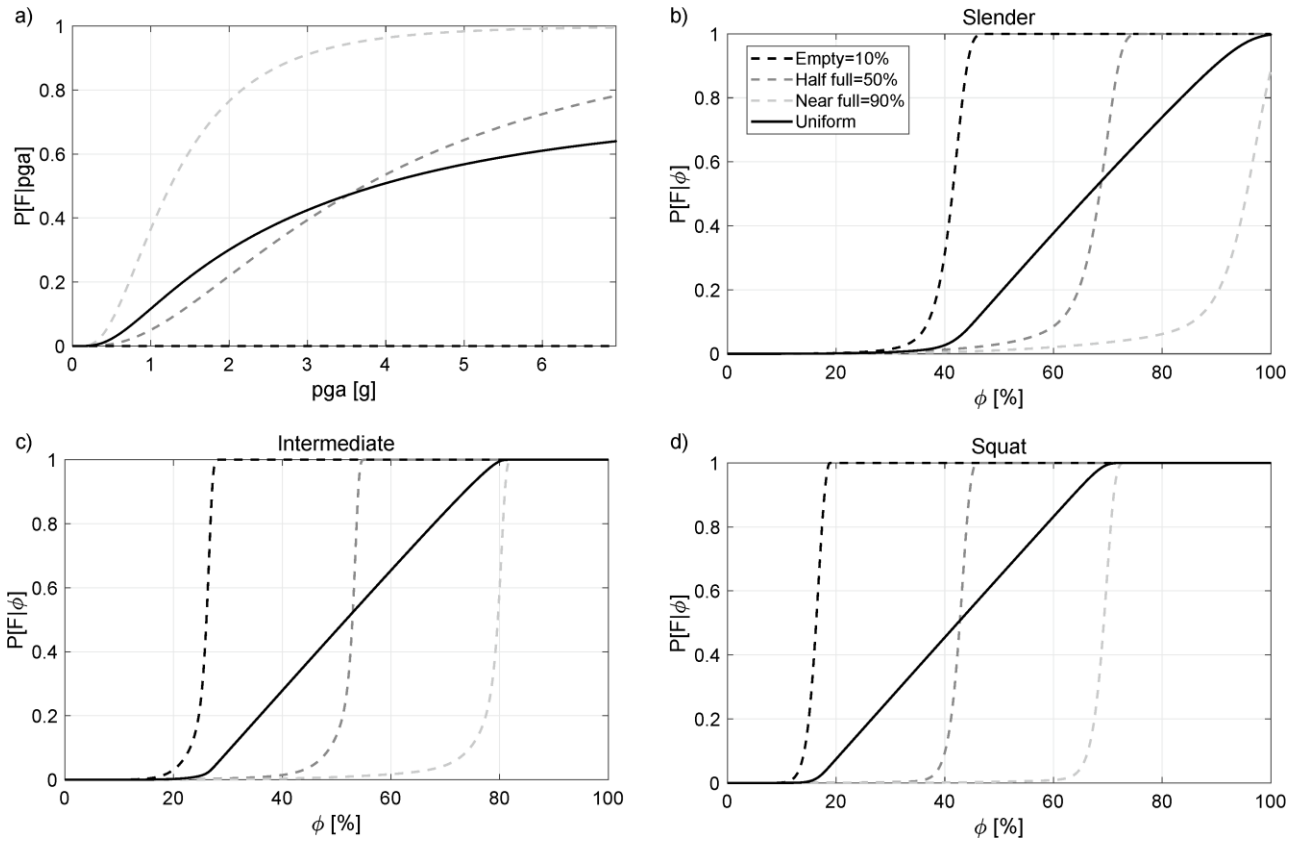 a)
1
0.8
0.6
0.4
0.2
0
P[F|pga]
0 1 2 3 4 5 6
pga [g]
b)
Slender
Empty=10%
Half full=50%
Near full=90%
Uniform
1
0.8
0.6
0.4
0.2
0
P[F|ϕ]
0 20 40 60 80 100
ϕ [%]
c)
Intermediate
1
0.8
0.6
0.4
0.2
0
P[F|ϕ]
0 20 40 60 80 100
ϕ [%]
d)
Squat
1
0.8
0.6
0.4
0.2
0
P[F|ϕ]
0 20 40 60 80 100
ϕ [%]